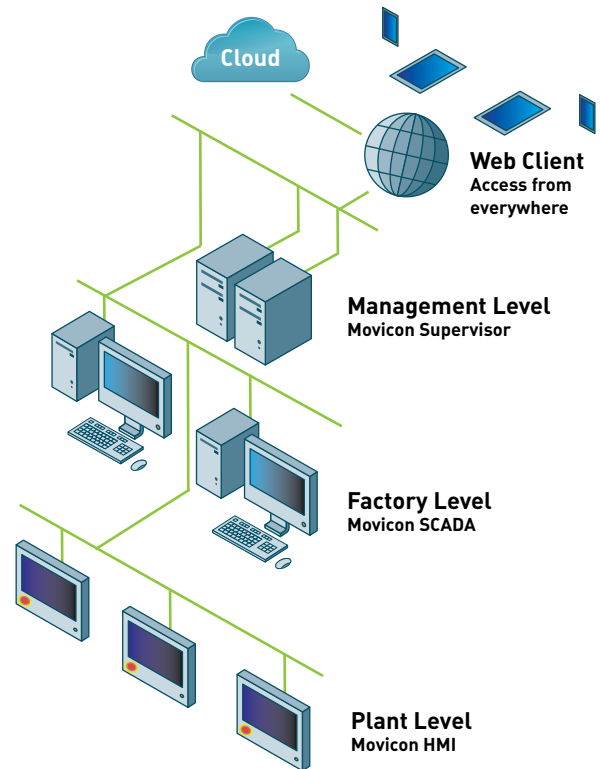 Cloud
Web Client
Access from
everywhere
Management Level
Movicon Supervisor
Factory Level
Movicon SCADA
Plant Level
Movicon HMI